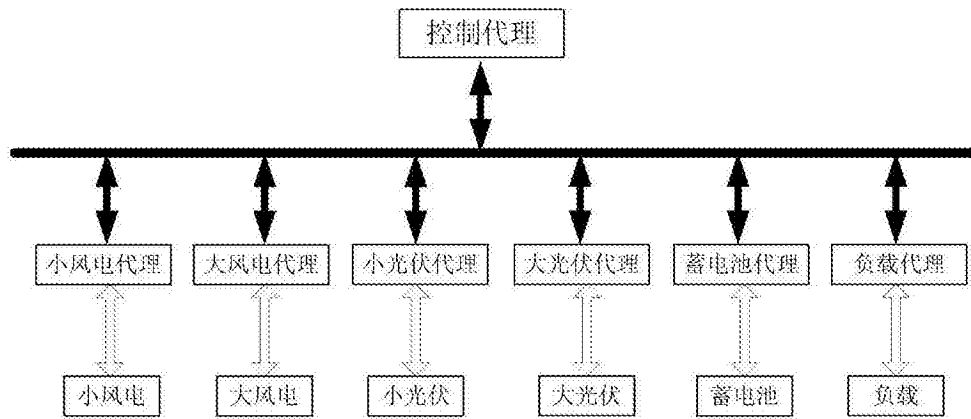 控制代理
小风电代理 大风电代理 小光伏代理 大光伏代理 蓄电池代理 负载代理
小风电 大风电 小光伏 大光伏 蓄电池 负载